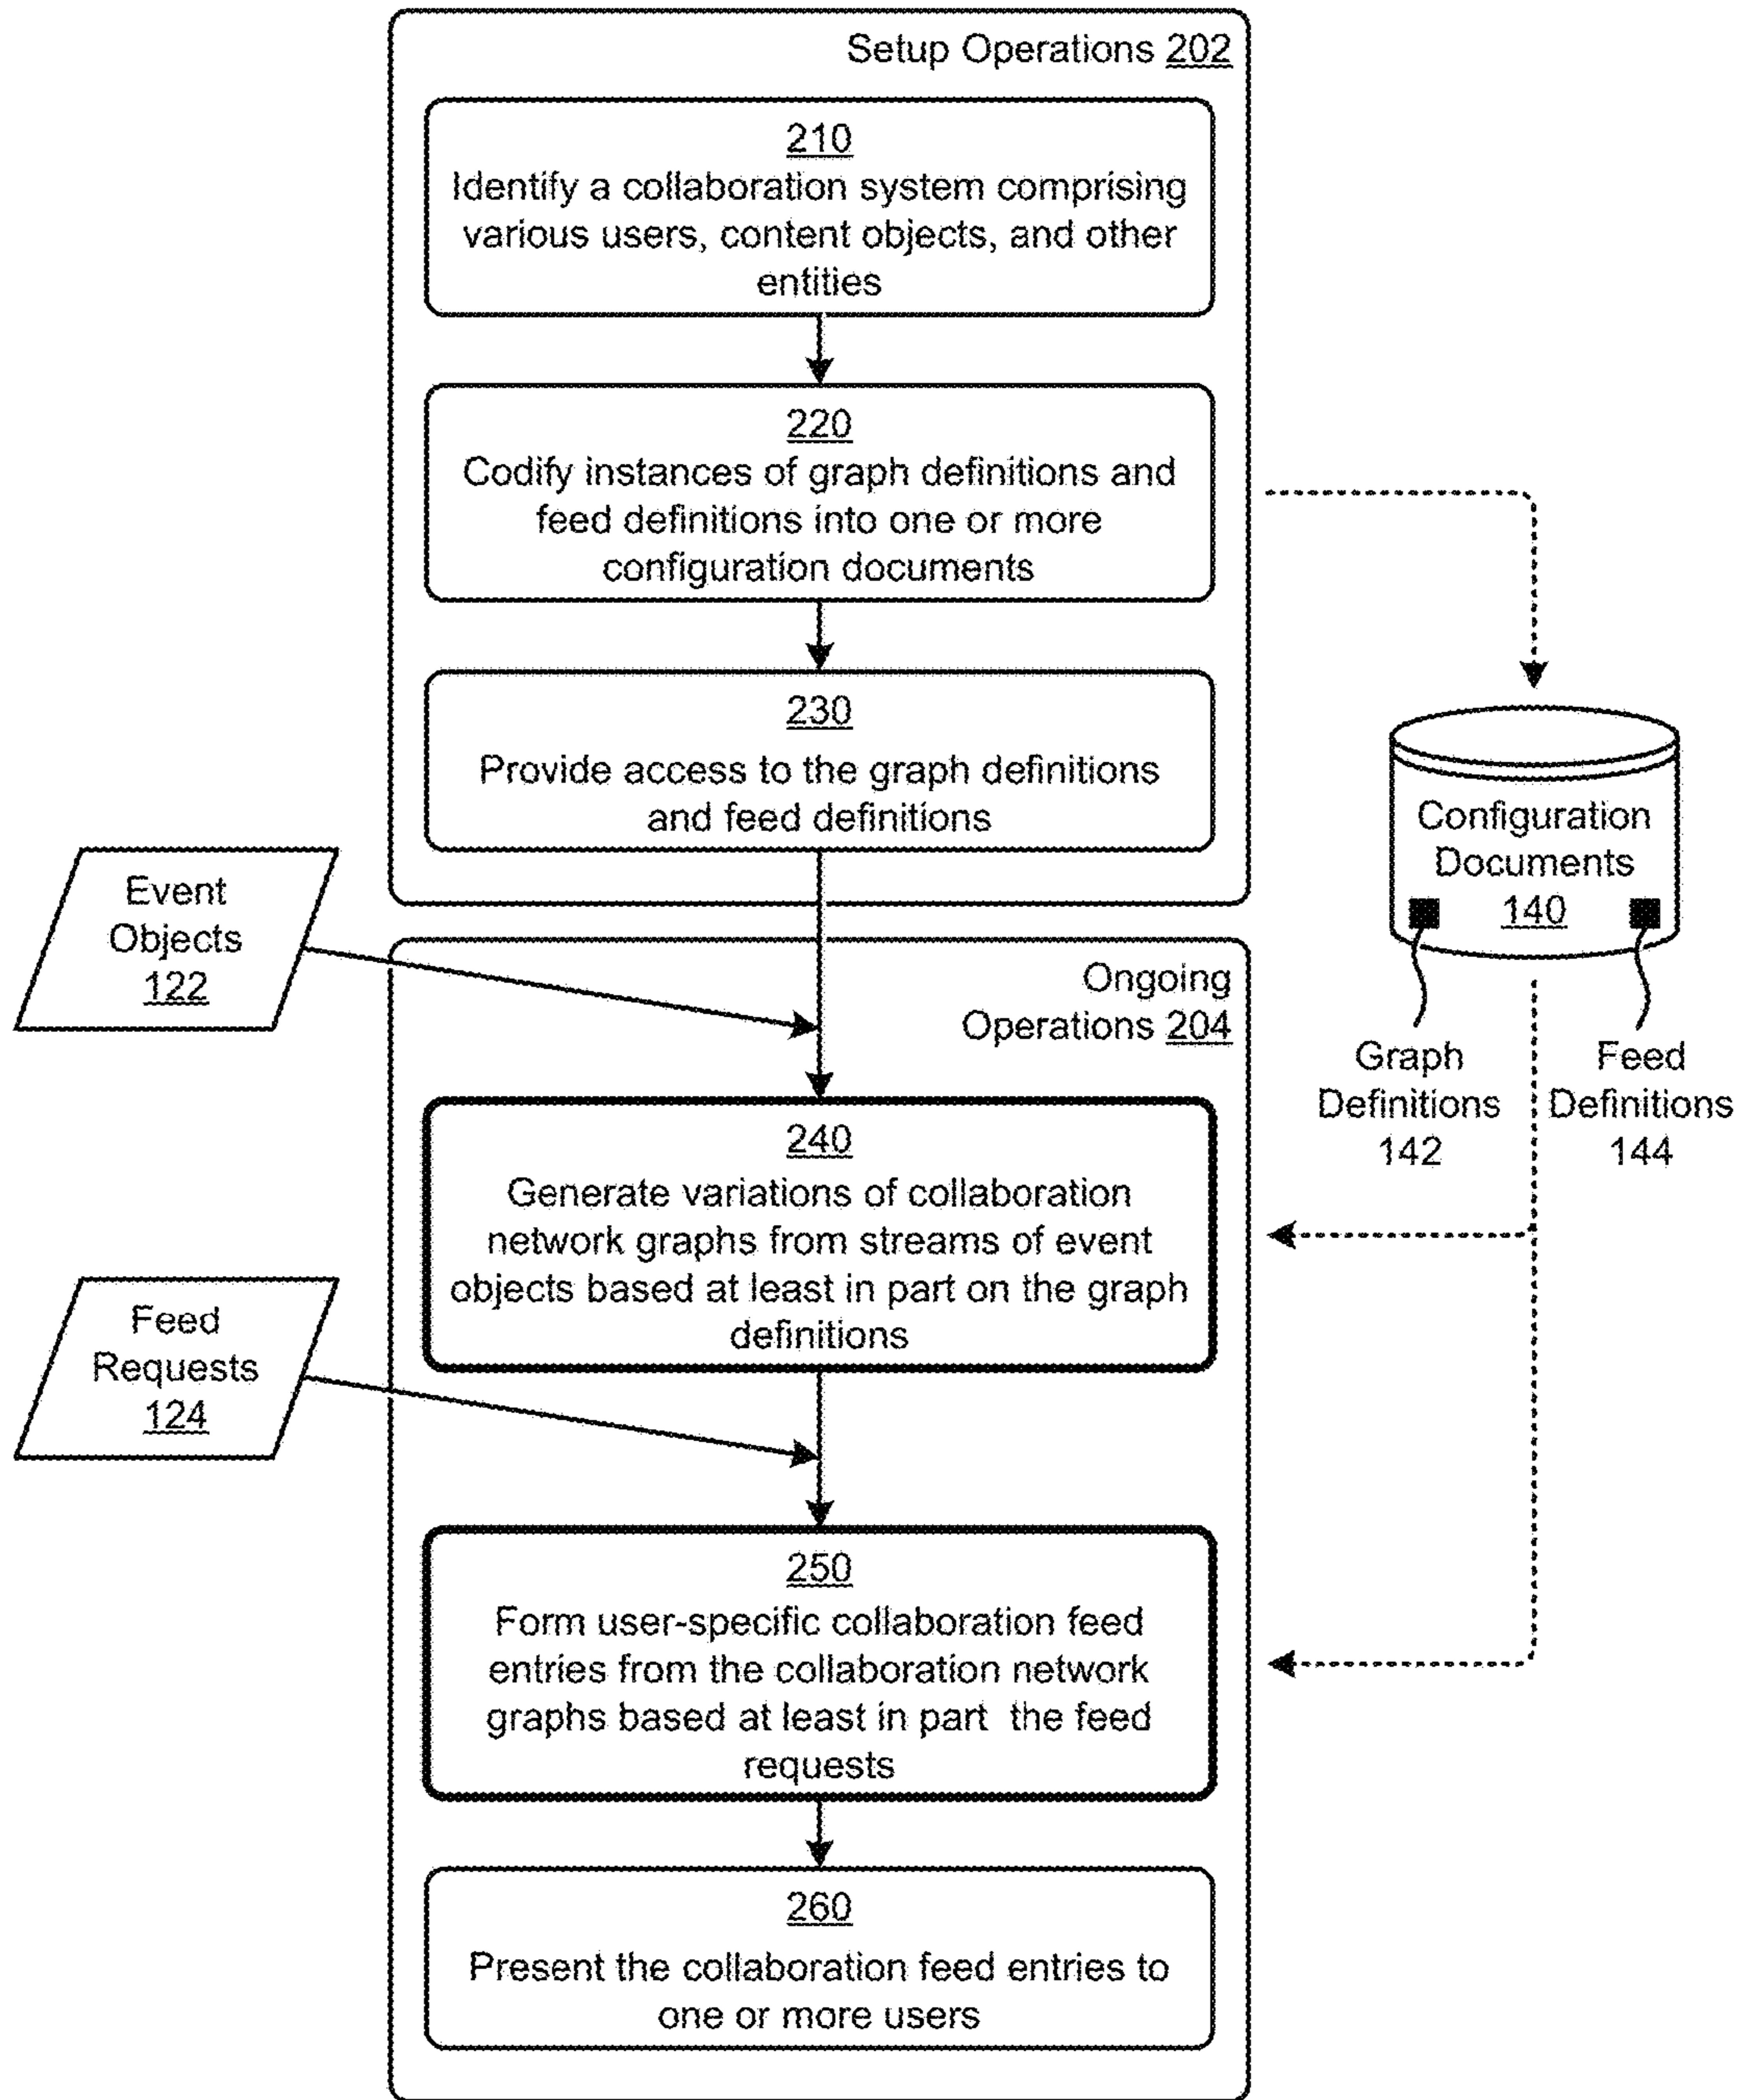 Setup Operations 202
210
Identify a collaboration system comprising
various users, content objects, and other
entities
220
Codify instances of graph definitions and
feed definitions into one or more
configuration documents
230
Provide access to the graph definitions
and feed definitions
Configuration
Documents
140
Graph
Definitions
142
Feed
Definitions
144
Event
Objects
122
Ongoing
Operations 204
240
Generate variations of collaboration
network graphs from streams of event
objects based at least in part on the graph
definitions
Feed
Requests
124
250
Form user-specific collaboration feed
entries from the collaboration network
graphs based at least in part the feed
requests
260
Present the collaboration feed entries to
one or more users